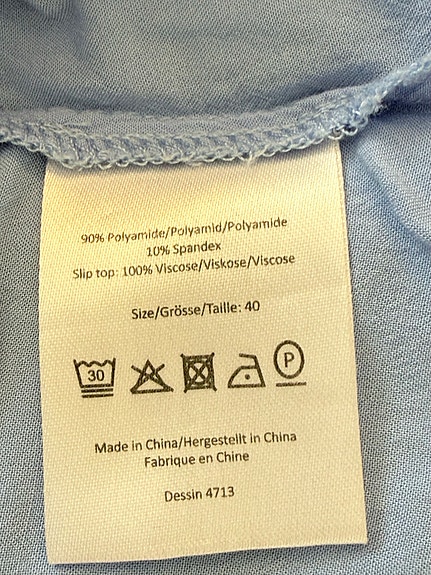 90% Polyamide/Polyamid/Polyamide
10% Spandex
Slip top: 100% Viscose/Viskose/Viscose
Size/Grösse/Taille: 40
30 P
Made in China/Hergestellt in China
Fabrique en Chine
Dessin 4713